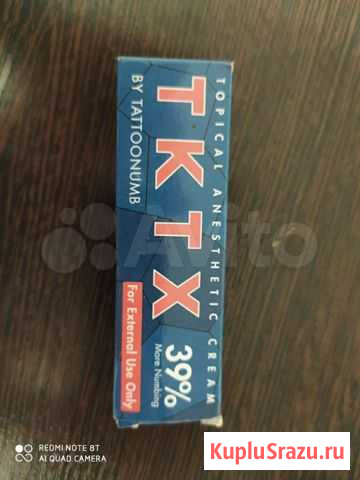 TOPICAL ANESTHETIC CREAM
TKTX
BY TATTOONUMB
39%
More Numbing
For External Use Only
Avito
REDMI NOTE 8T
AI QUAD CAMERA
KupluSrazu.ru